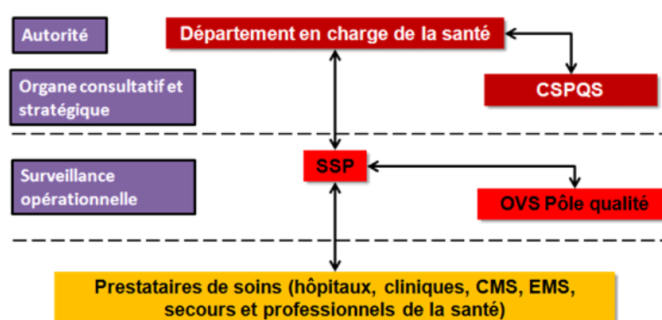 Autorité
Département en charge de la santé
Organe consultatif et
stratégique
CSPQS
Surveillance
opérationnelle
SSP
OVS Pôle qualité
Prestataires de soins (hôpitaux, cliniques, CMS, EMS,
secours et professionnels de la santé)